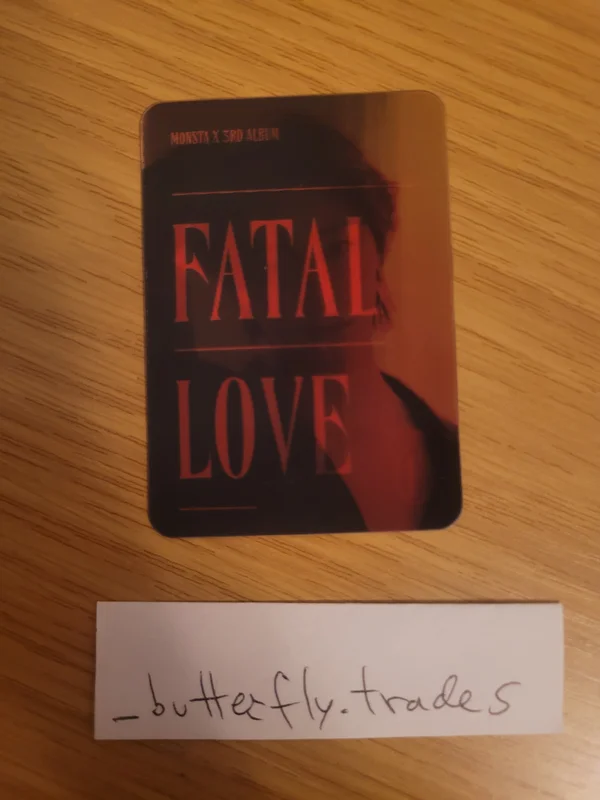 MONSTA X 3RD ALBUM
FATAL
LOVE
_butterfly.trades